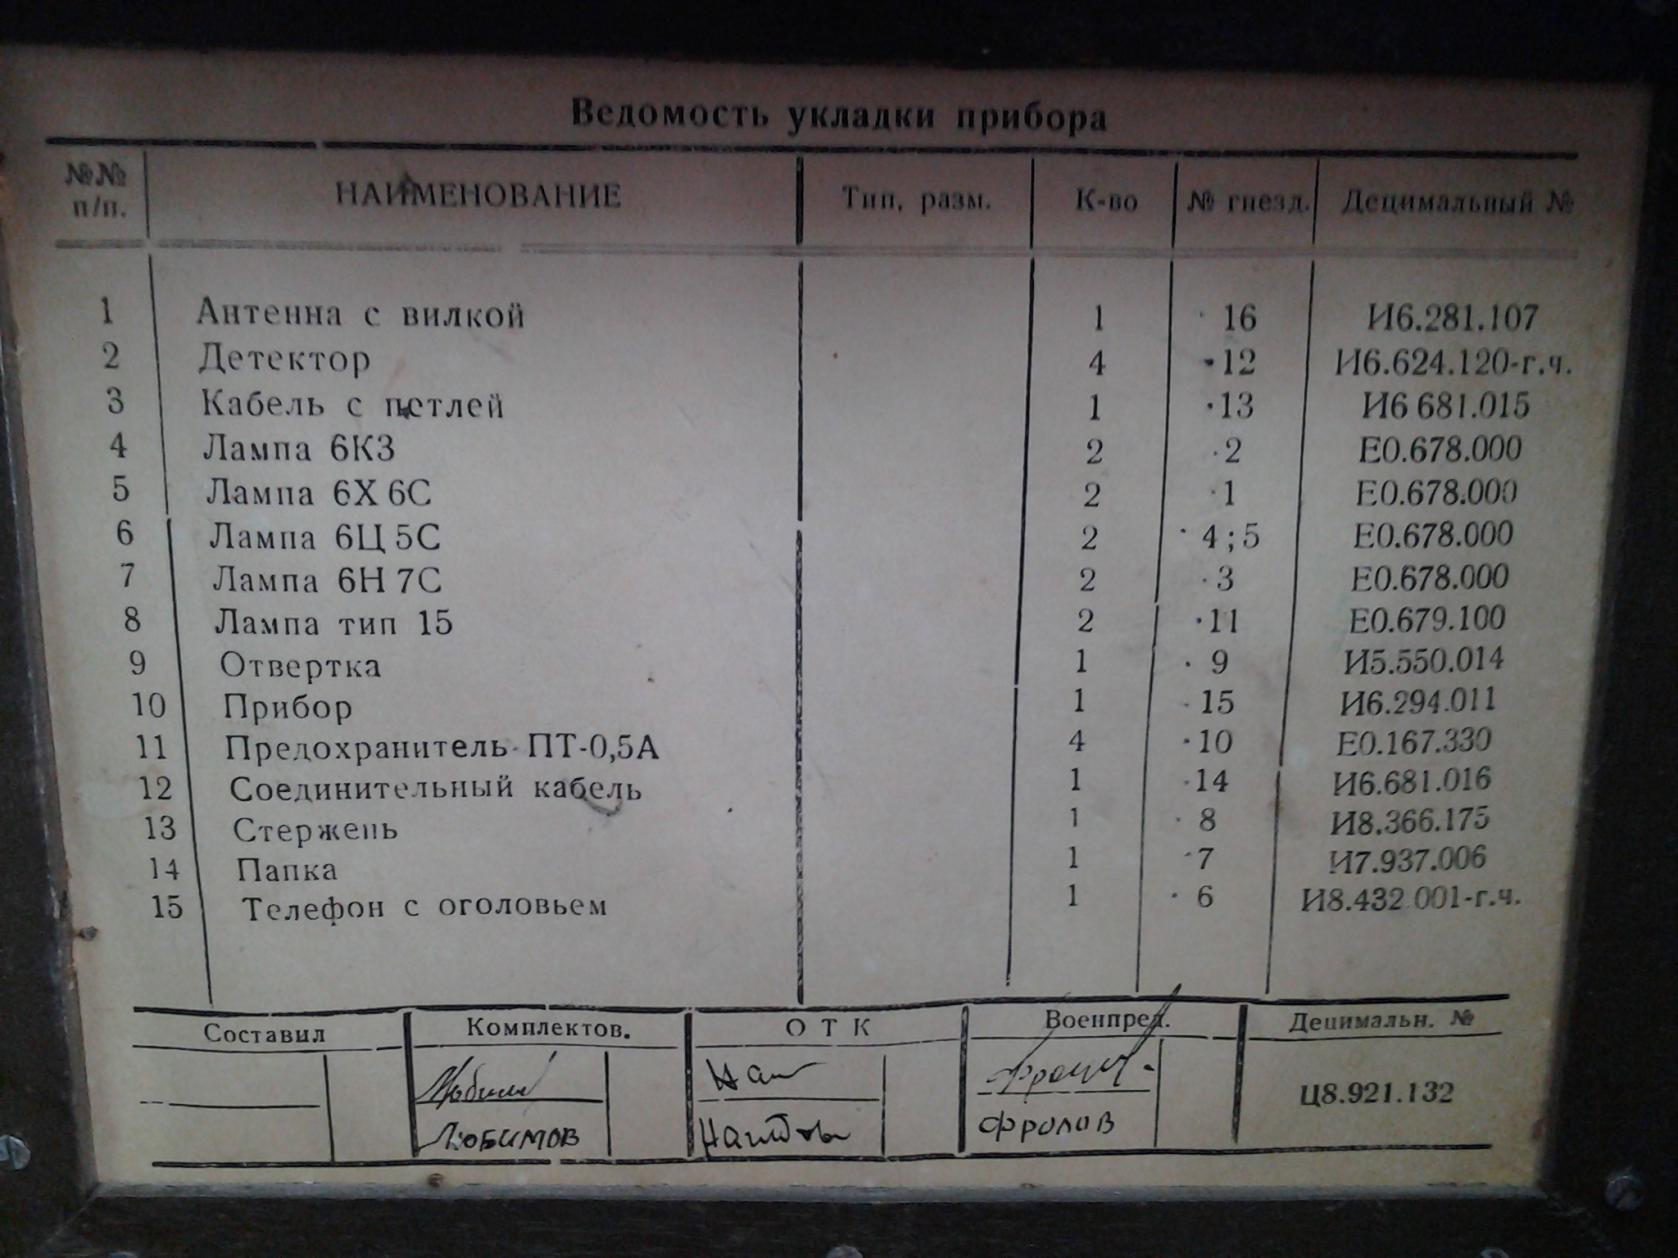 Ведомость укладки прибора
№№ п/п. НАИМЕНОВАНИЕ Тип, разм. К-во № гнезд. Децимальный №
1 Антенна с вилкой 1 16 И6.281.107
2 Детектор 4 12 И6.624.120-г.ч.
3 Кабель с петлей 1 13 И6 681.015
4 Лампа 6К3 2 2 Е0.678.000
5 Лампа 6Х6С 2 1 Е0.678.000
6 Лампа 6Ц5С 2 4;5 Е0.678.000
7 Лампа 6Н7С 2 3 Е0.678.000
8 Лампа тип 15 2 11 Е0.679.100
9 Отвертка 1 9 И5.550.014
10 Прибор 1 15 И6.294.011
11 Предохранитель ПТ-0,5А 4 10 Е0.167.330
12 Соединительный кабель 1 14 И6.681.016
13 Стержень 1 8 И8.366.175
14 Папка 1 7 И7.937.006
15 Телефон с оголовьем 1 6 И8.432 001-г.ч.
Составил Комплектов. ОТК Военпред. Децимальн. №
Ц8.921.132
Любимов Фролов